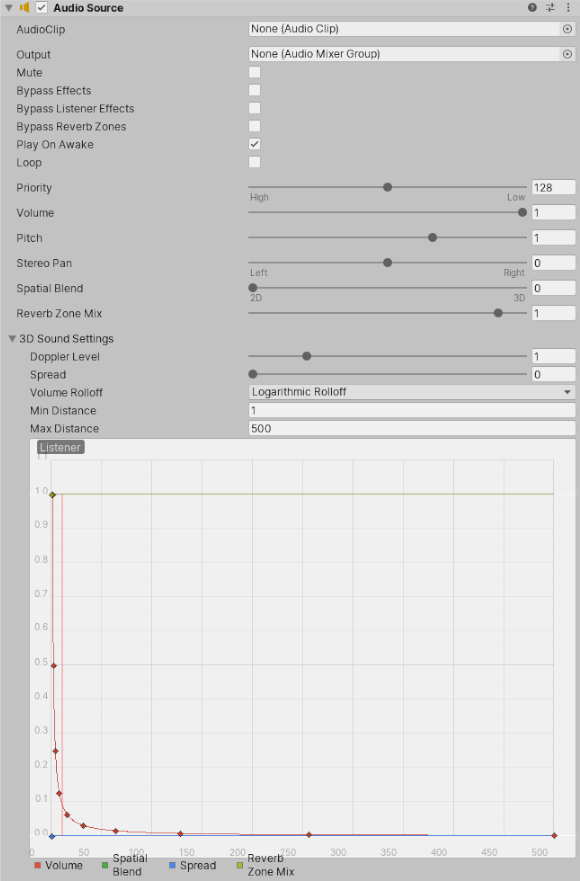 Audio Source
AudioClip None (Audio Clip)
Output None (Audio Mixer Group)
Mute
Bypass Effects
Bypass Listener Effects
Bypass Reverb Zones
Play On Awake
Loop
Priority 128
High Low
Volume 1
Pitch 1
Stereo Pan 0
Left Right
Spatial Blend 0
2D 3D
Reverb Zone Mix 1
3D Sound Settings
Doppler Level 1
Spread 0
Volume Rolloff Logarithmic Rolloff
Min Distance 1
Max Distance 500
Listener
1.1
1.0
0.9
0.8
0.7
0.6
0.5
0.4
0.3
0.2
0.1
0.0
0 50 100 150 200 250 300 350 400 450 500
Volume Spatial Blend Spread Reverb Zone Mix